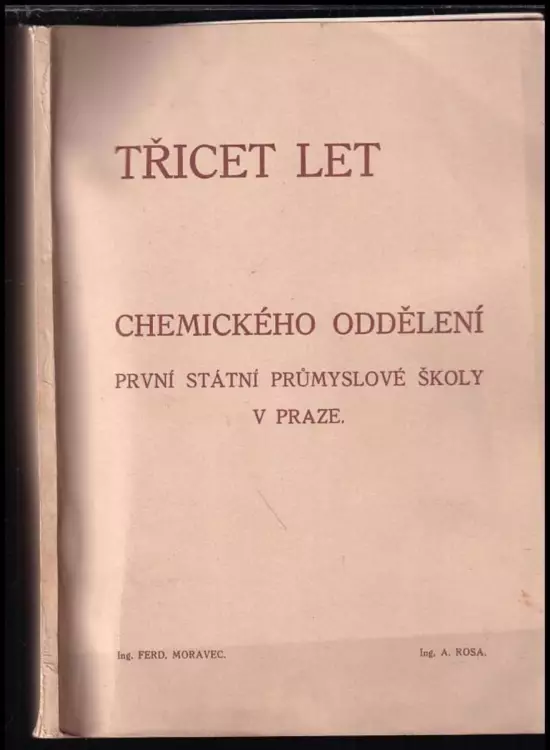 TŘICET LET
CHEMICKÉHO ODDĚLENÍ
PRVNÍ STÁTNÍ PRŮMYSLOVÉ ŠKOLY
V PRAZE.
Ing. FERD. MORAVEC.
Ing. A. ROSA.